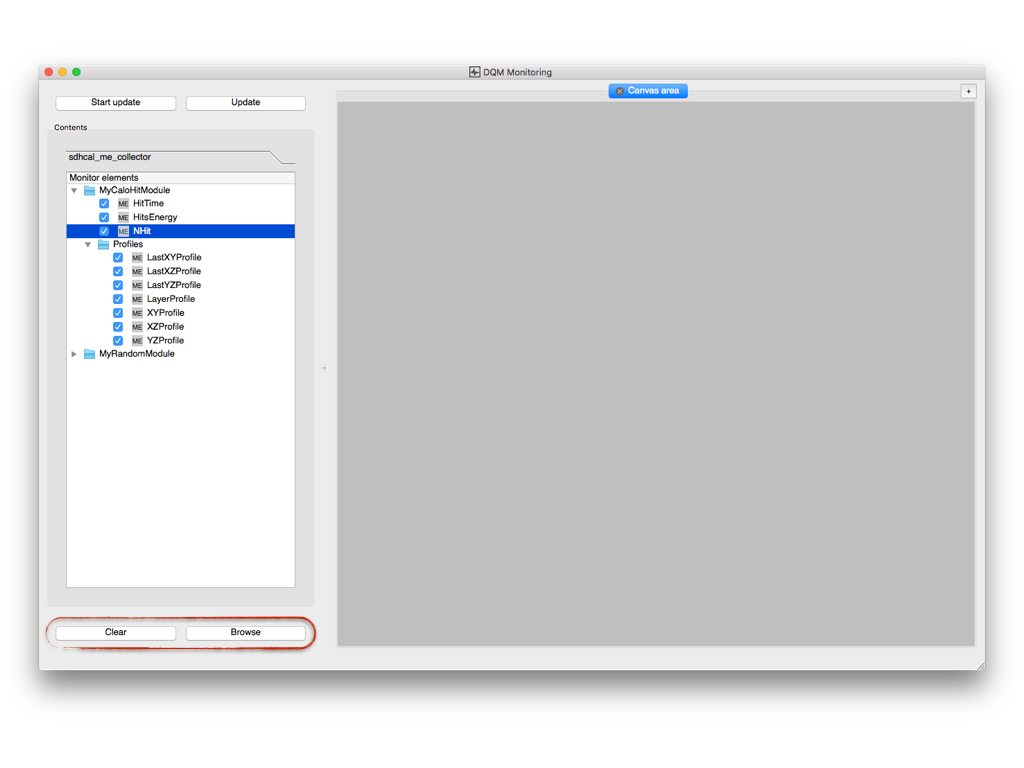 DQM Monitoring
Start update
Update
Canvas area
+
Contents
sdhcal_me_collector
Monitor elements
MyCaloHitModule
ME HitTime
ME HitsEnergy
ME NHit
Profiles
ME LastXYProfile
ME LastXZProfile
ME LastYZProfile
ME LayerProfile
ME XYProfile
ME XZProfile
ME YZProfile
MyRandomModule
Clear
Browse